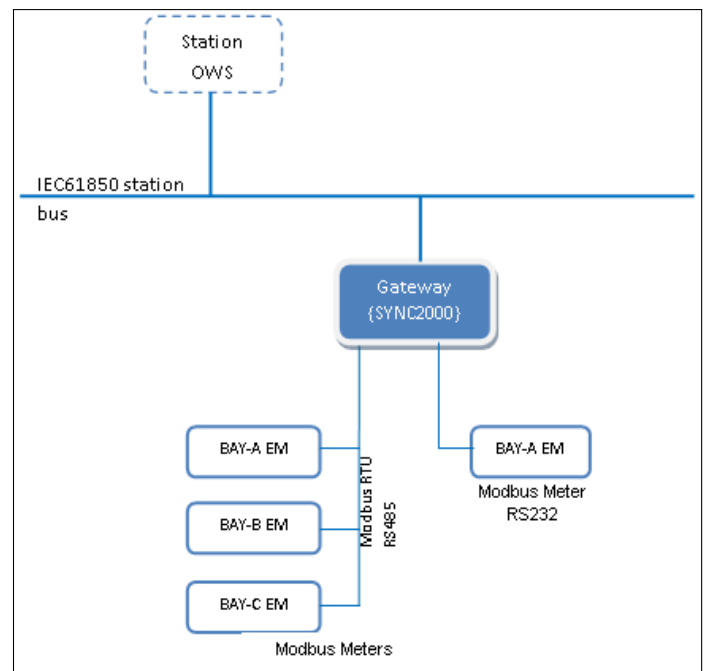 Station
OWS
IEC61850 station
bus
Gateway
{SYNC2000}
BAY-A EM
BAY-B EM
BAY-C EM
Modbus RTU
RS485
Modbus Meters
BAY-A EM
Modbus Meter
RS232